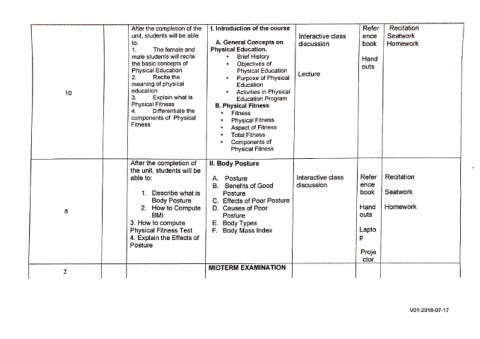 10
After the completion of the
unit, students will be able
to:
1. The female and
male students will recite
the basic concepts of
Physical Education
2. Recite the
meaning of physical
education
3. Explain what is
Physical Fitness
4. Differentiate the
components of Physical
Fitness
I. Introduction of the course
A. General Concepts on
Physical Education.
• Brief History
• Objectives of
Physical Education
• Purpose of Physical
Education
• Activities in Physical
Education Program
B. Physical Fitness
• Fitness
• Physical Fitness
• Aspect of Fitness
• Total Fitness
• Components of
Physical Fitness
Interactive class
discussion
Lecture
Refer
ence
book
Hand
outs
Recitation
Seatwork
Homework
8
After the completion of
the unit, students will be
able to:
1. Describe what is
Body Posture
2. How to Compute
BMI
3. How to compute
Physical Fitness Test
4. Explain the Effects of
Posture
II. Body Posture
A. Posture
B. Benefits of Good
Posture
C. Effects of Poor Posture
D. Causes of Poor
Posture
E. Body Types
F. Body Mass Index
Interactive class
discussion
Refer
ence
book
Hand
outs
Lapto
p
Proje
ctor
Recitation
Seatwork
Homework
2
MIDTERM EXAMINATION
V01-2018-07-17